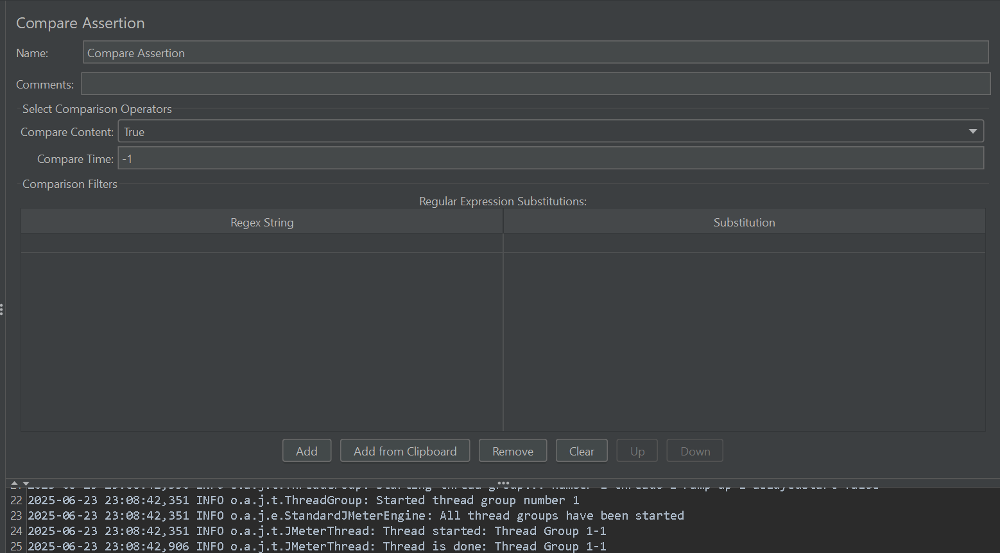 Compare Assertion
Name: Compare Assertion
Comments:
Select Comparison Operators
Compare Content: True
Compare Time: -1
Comparison Filters
Regular Expression Substitutions:
Regex String Substitution
Add Add from Clipboard Remove Clear Up Down
22 2025-06-23 23:08:42,351 INFO o.a.j.t.ThreadGroup: Started thread group number 1
23 2025-06-23 23:08:42,351 INFO o.a.j.e.StandardJMeterEngine: All thread groups have been started
24 2025-06-23 23:08:42,351 INFO o.a.j.t.JMeterThread: Thread started: Thread Group 1-1
25 2025-06-23 23:08:42,906 INFO o.a.j.t.JMeterThread: Thread is done: Thread Group 1-1